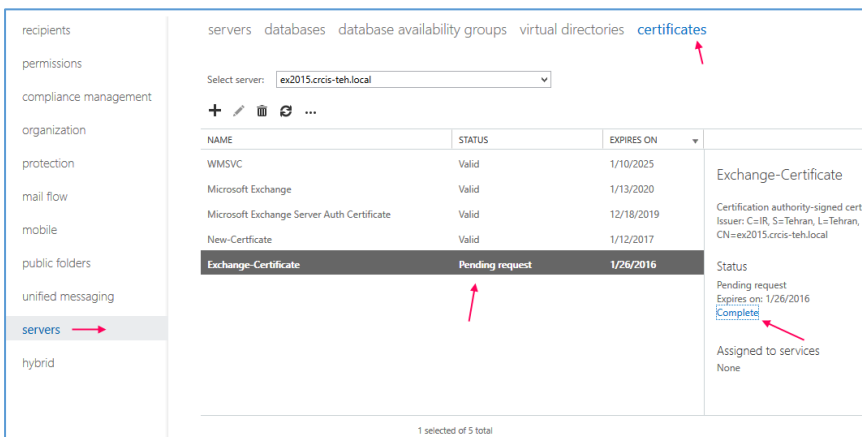 recipients
permissions
compliance management
organization
protection
mail flow
mobile
public folders
unified messaging
servers
hybrid
servers databases database availability groups virtual directories certificates
Select server: ex2015.crcis-teh.local
NAME STATUS EXPIRES ON
WMSVC Valid 1/10/2025
Microsoft Exchange Valid 1/13/2020
Microsoft Exchange Server Auth Certificate Valid 12/18/2019
New-Certficate Valid 1/12/2017
Exchange-Certificate Pending request 1/26/2016
1 selected of 5 total
Exchange-Certificate
Certification authority-signed cert
Issuer: C=IR, S=Tehran, L=Tehran,
CN=ex2015.crcis-teh.local
Status
Pending request
Expires on: 1/26/2016
Complete
Assigned to services
None